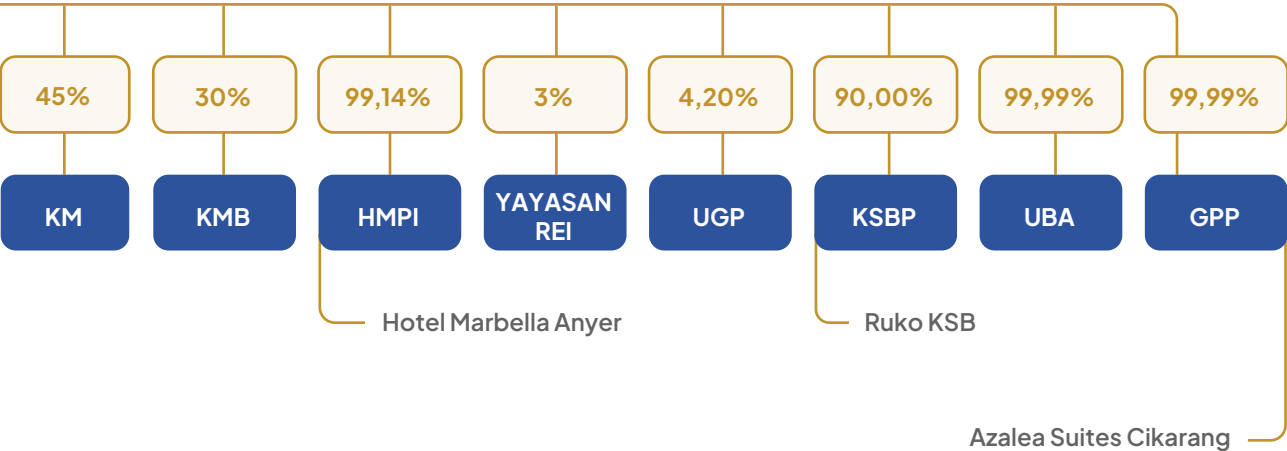 45%
30%
99,14%
3%
4,20%
90,00%
99,99%
99,99%
KM
KMB
HMPI
YAYASAN
REI
UGP
KSBP
UBA
GPP
Hotel Marbella Anyer
Ruko KSB
Azalea Suites Cikarang